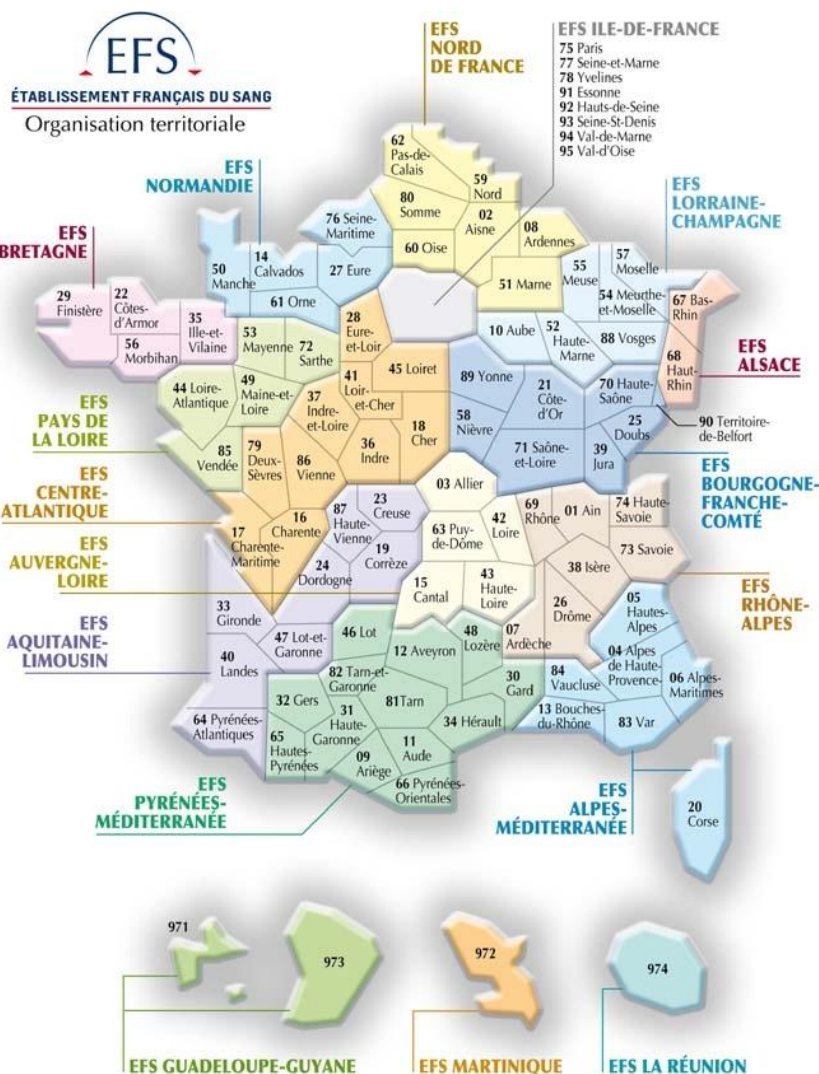 EFS
ÉTABLISSEMENT FRANÇAIS DU SANG
Organisation territoriale
EFS
NORD
DE FRANCE
EFS ILE-DE-FRANCE
75 Paris
77 Seine-et-Marne
78 Yvelines
91 Essonne
92 Hauts-de-Seine
93 Seine-St-Denis
94 Val-de-Marne
95 Val-d'Oise
EFS
NORMANDIE
EFS
LORRAINE-
CHAMPAGNE
EFS
BRETAGNE
62
Pas-de-
Calais
59
Nord
80
Somme
02
Aisne
08
Ardennes
76 Seine-
Maritime
60 Oise
14
Calvados
27 Eure
50
Manche
61 Orne
51 Marne
55
Meuse
57
Moselle
54 Meurthe-
et-Moselle
67 Bas-
Rhin
29
Finistère
22
Côtes-
d'Armor
35
Ille-et-
Vilaine
56
Morbihan
53
Mayenne
72
Sarthe
28
Eure-
et-Loir
10 Aube
52
Haute-
Marne
88 Vosges
68
Haut-
Rhin
EFS
ALSACE
44 Loire-
Atlantique
49
Maine-et-
Loire
37
Indre-
et-Loire
41
Loir-
et-Cher
45 Loiret
89 Yonne
21
Côte-
d'Or
70 Haute-
Saône
90 Territoire-
de-Belfort
EFS
PAYS
DE LA LOIRE
85
Vendée
79
Deux-
Sèvres
86
Vienne
36
Indre
18
Cher
58
Nièvre
71 Saône-
et-Loire
25
Doubs
39
Jura
EFS
BOURGOGNE-
FRANCHE-
COMTÉ
EFS
CENTRE-
ATLANTIQUE
17
Charente-
Maritime
16
Charente
87
Haute-
Vienne
23
Creuse
03 Allier
63 Puy-
de-Dôme
42
Loire
69
Rhône
01 Ain
74 Haute-
Savoie
73 Savoie
EFS
AUVERGNE-
LOIRE
24
Dordogne
19
Corrèze
15
Cantal
43
Haute-
Loire
38 Isère
26
Drôme
07
Ardèche
05
Hautes-
Alpes
EFS
RHÔNE-
ALPES
EFS
AQUITAINE-
LIMOUSIN
33
Gironde
47 Lot-et-
Garonne
46 Lot
40
Landes
12 Aveyron
48
Lozère
30
Gard
84
Vaucluse
04 Alpes
de Haute-
Provence-
06 Alpes-
Maritimes
82 Tarn-et-
Garonne
32 Gers
31
Haute-
Garonne
81Tarn
34 Hérault
13 Bouches-
du-Rhône
83 Var
64 Pyrénées-
Atlantiques
65
Hautes-
Pyrénées
09
Ariège
11
Aude
66 Pyrénées-
Orientales
EFS
PYRÉNÉES-
MÉDITERRANÉE
EFS
ALPES-
MÉDITERRANÉE
20
Corse
971
973
972
974
EFS GUADELOUPE-GUYANE
EFS MARTINIQUE
EFS LA RÉUNION